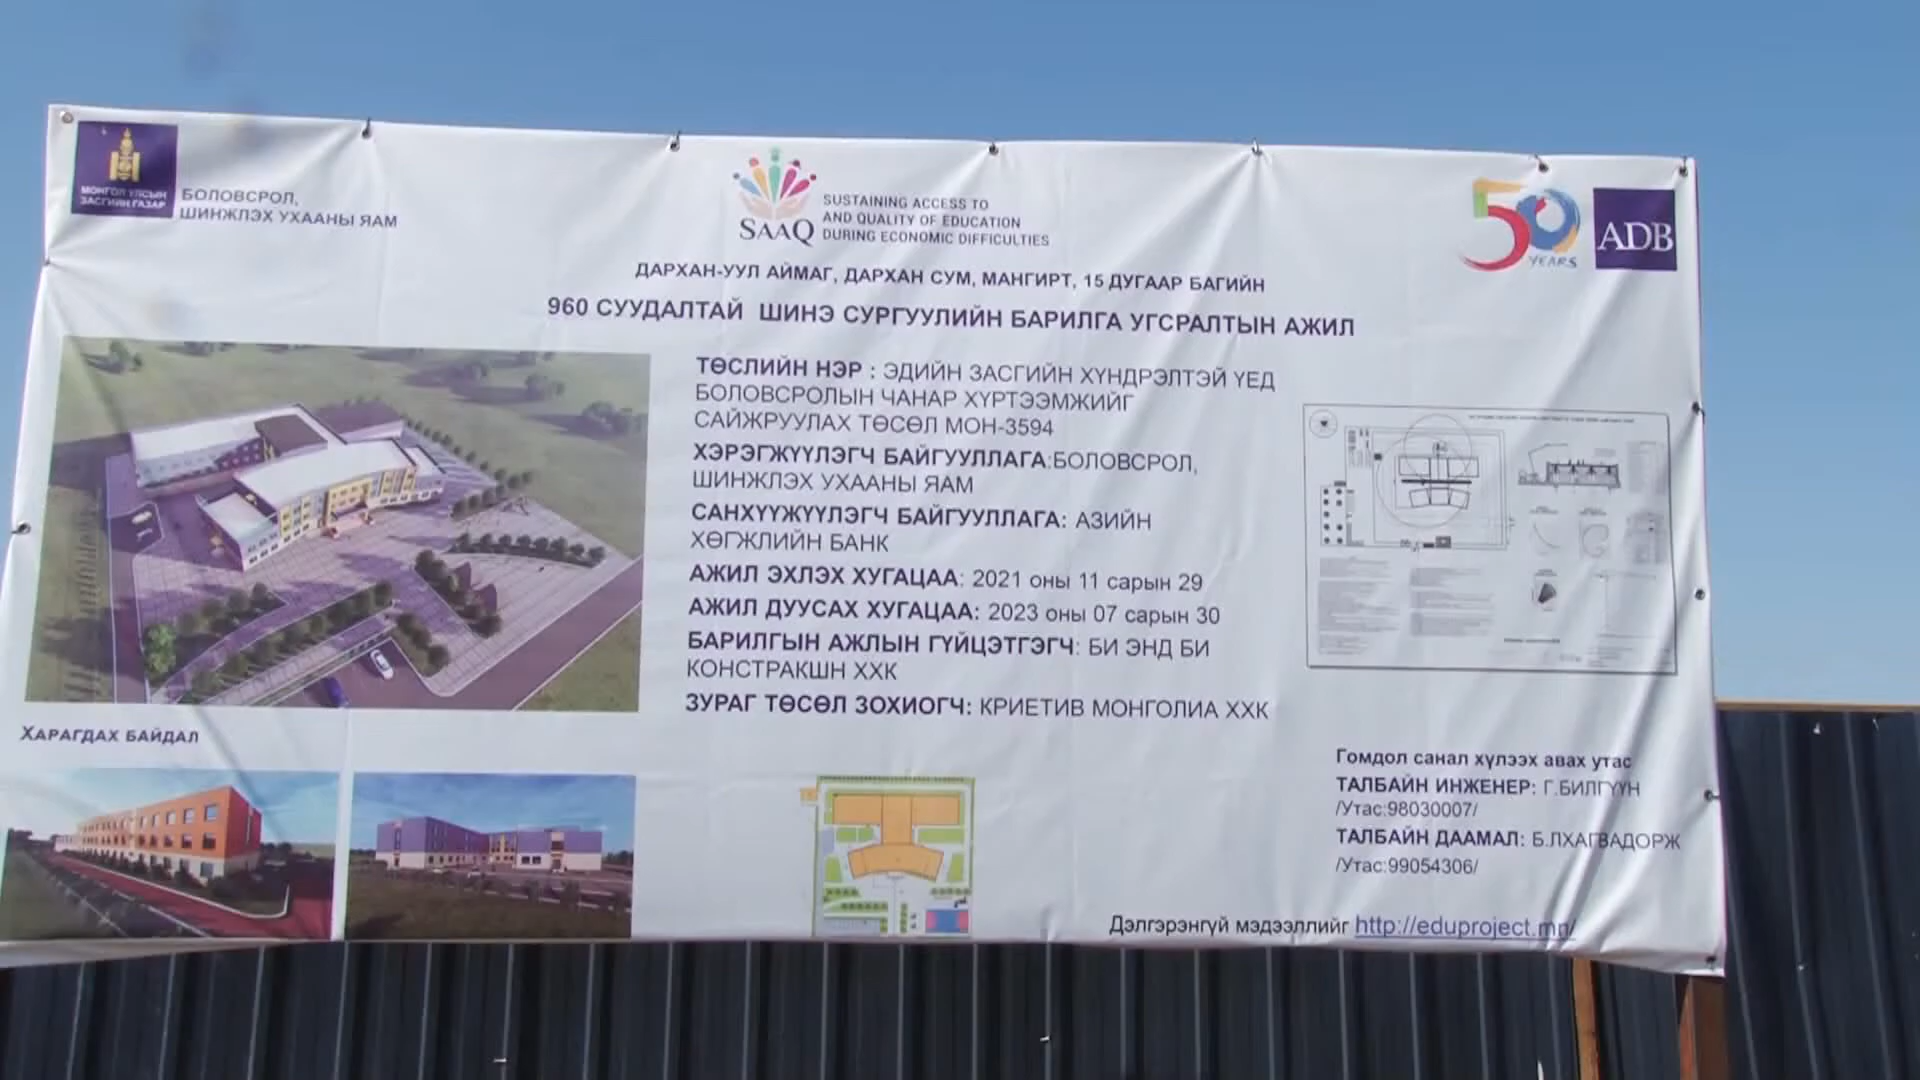 МОНГОЛ УЛСЫН
ЗАСГИЙН ГАЗАР
БОЛОВСРОЛ,
ШИНЖЛЭХ УХААНЫ ЯАМ
SAAQ
SUSTAINING ACCESS TO
AND QUALITY OF EDUCATION
DURING ECONOMIC DIFFICULTIES
50
YEARS
ADB
ДАРХАН-УУЛ АЙМАГ, ДАРХАН СУМ, МАНГИРТ, 15 ДУГААР БАГИЙН
960 СУУДАЛТАЙ ШИНЭ СУРГУУЛИЙН БАРИЛГА УГСРАЛТЫН АЖИЛ
ТӨСЛИЙН НЭР : ЭДИЙН ЗАСГИЙН ХҮНДРЭЛТЭЙ ҮЕД
БОЛОВСРОЛЫН ЧАНАР ХҮРТЭЭМЖИЙГ
САЙЖРУУЛАХ ТӨСӨЛ МОН-3594
ХЭРЭГЖҮҮЛЭГЧ БАЙГУУЛЛАГА:БОЛОВСРОЛ,
ШИНЖЛЭХ УХААНЫ ЯАМ
САНХҮҮЖҮҮЛЭГЧ БАЙГУУЛЛАГА: АЗИЙН
ХӨГЖЛИЙН БАНК
АЖИЛ ЭХЛЭХ ХУГАЦАА: 2021 оны 11 сарын 29
АЖИЛ ДУУСАХ ХУГАЦАА: 2023 оны 07 сарын 30
БАРИЛГЫН АЖЛЫН ГҮЙЦЭТГЭГЧ: БИ ЭНД БИ
КОНСТРАКШН ХХК
ЗУРАГ ТӨСӨЛ ЗОХИОГЧ: КРИЕТИВ МОНГОЛИА ХХК
ХАРАГДАХ БАЙДАЛ
Гомдол санал хүлээх авах утас
ТАЛБАЙН ИНЖЕНЕР: Г.БИЛГҮҮН
/Утас:98030007/
ТАЛБАЙН ДААМАЛ: Б.ЛХАГВАДОРЖ
/Утас:99054306/
Дэлгэрэнгүй мэдээллийг http://eduproject.mn/